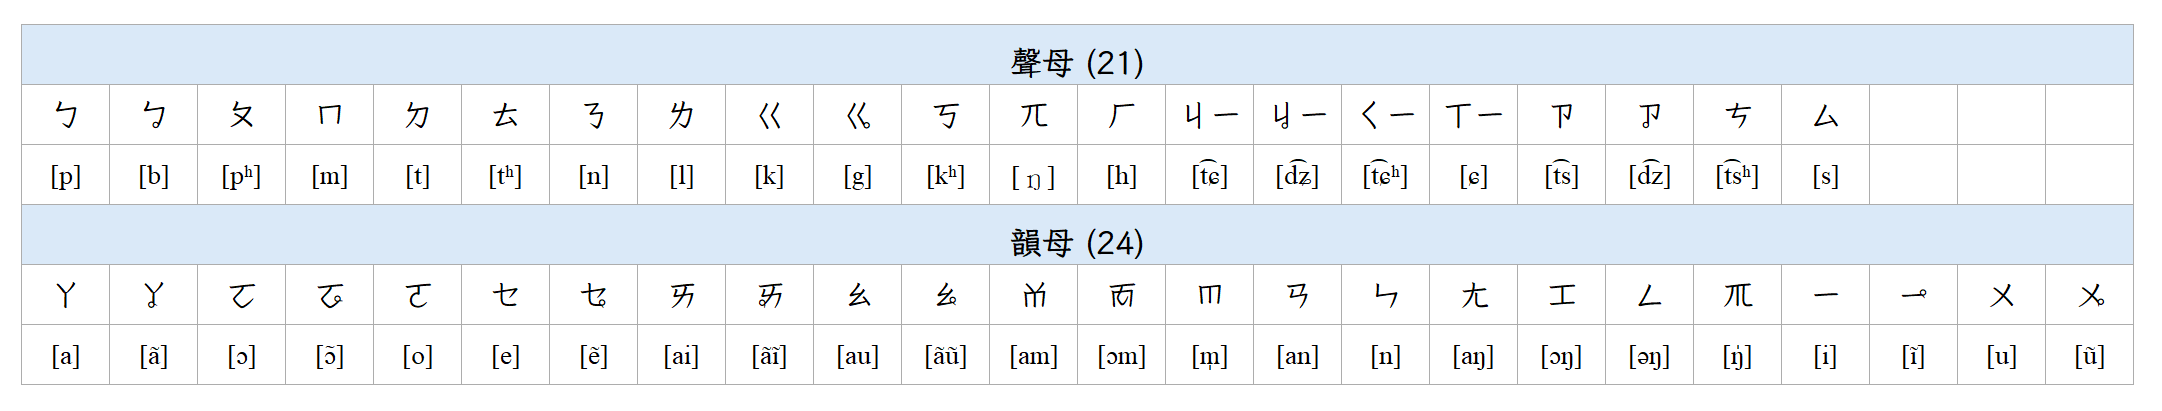 聲母 (21)
ㄅ ㆠ ㄆ ㄇ ㄉ ㄊ ㄋ ㄌ ㄍ ㆣ ㄎ ㄫ ㄏ ㄐㄧ ㆢㄧ ㄑㄧ ㄒㄧ ㄗ ㆡ ㄘ ㄙ
[p] [b] [pʰ] [m] [t] [tʰ] [n] [l] [k] [g] [kʰ] [ŋ] [h] [t͡ɕ] [d͡ʑ] [t͡ɕʰ] [ɕ] [t͡s] [d͡z] [t͡sʰ] [s]
韻母 (24)
ㄚ ㆩ ㆦ ㆧ ㄛ ㆤ ㆥ ㄞ ㆮ ㄠ ㆯ ㆰ ㆱ ㆬ ㄢ ㄣ ㄤ ㆲ ㄥ ㆭ ㄧ ㆪ ㄨ ㆫ
[a] [ã] [ɔ] [ɔ̃] [o] [e] [ẽ] [ai] [ãĩ] [au] [ãũ] [am] [ɔm] [m̩] [an] [n] [aŋ] [ɔŋ] [əŋ] [ŋ̍] [i] [ĩ] [u] [ũ]